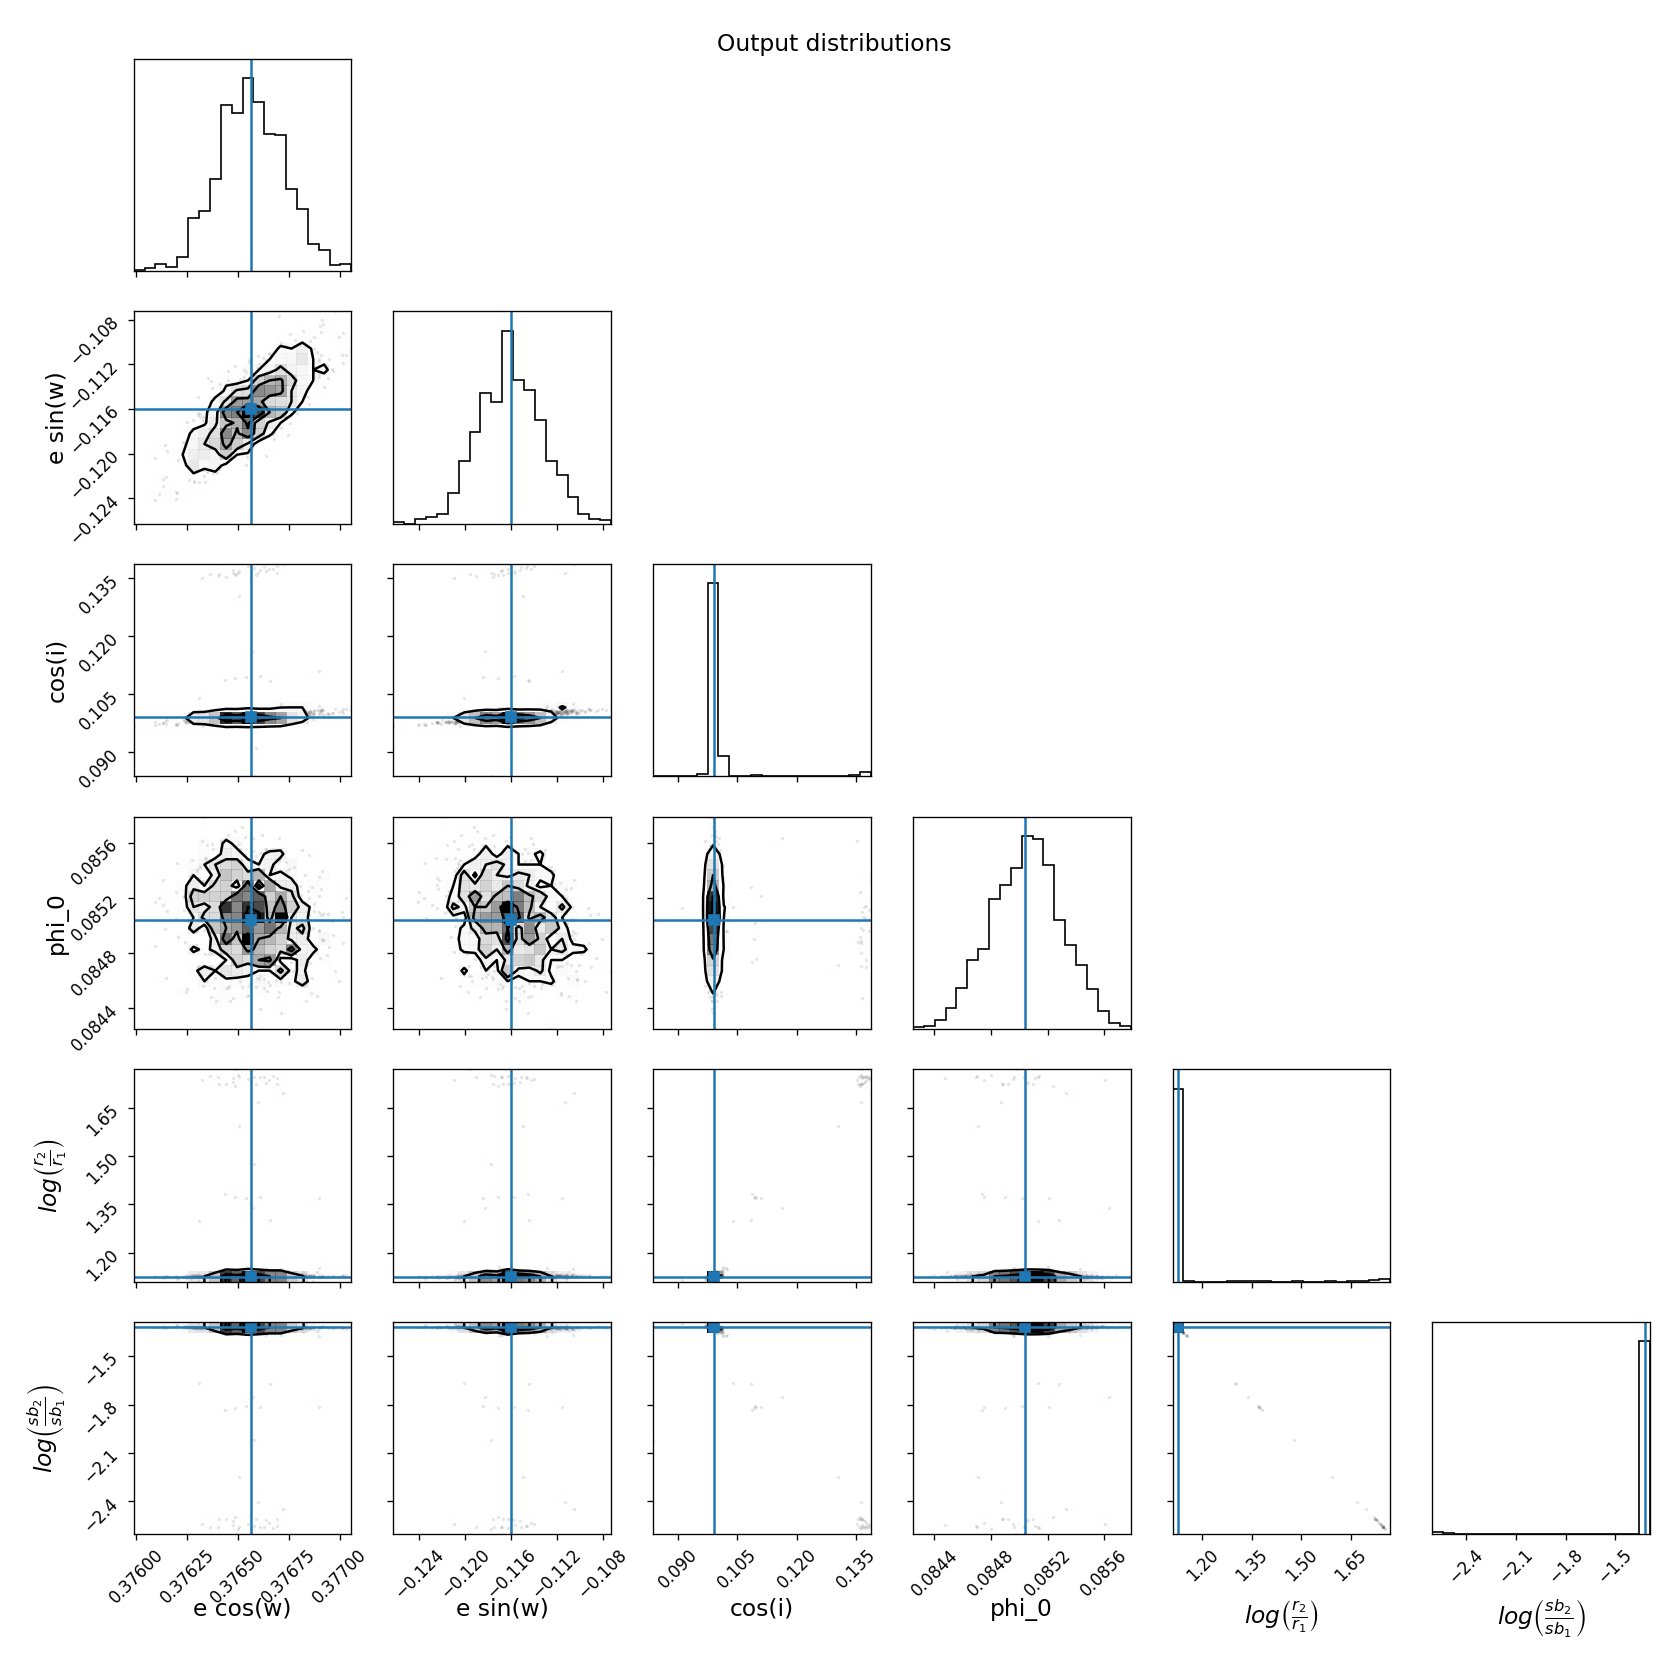 Output distributions
−0.108
−0.112
−0.116
−0.120
−0.124
e sin(w)
0.135
0.120
0.105
0.090
cos(i)
0.0856
0.0852
0.0848
0.0844
phi_0
1.65
1.50
1.35
1.20
log(r₂/r₁)
−1.5
−1.8
−2.1
−2.4
log(sb₂/sb₁)
0.37600 0.37625 0.37650 0.37675 0.37700
−0.124 −0.120 −0.116 −0.112 −0.108
0.090 0.105 0.120 0.135
0.0844 0.0848 0.0852 0.0856
1.20 1.35 1.50 1.65
−2.4 −2.1 −1.8 −1.5
e cos(w) e sin(w) cos(i) phi_0 log(r₂/r₁) log(sb₂/sb₁)